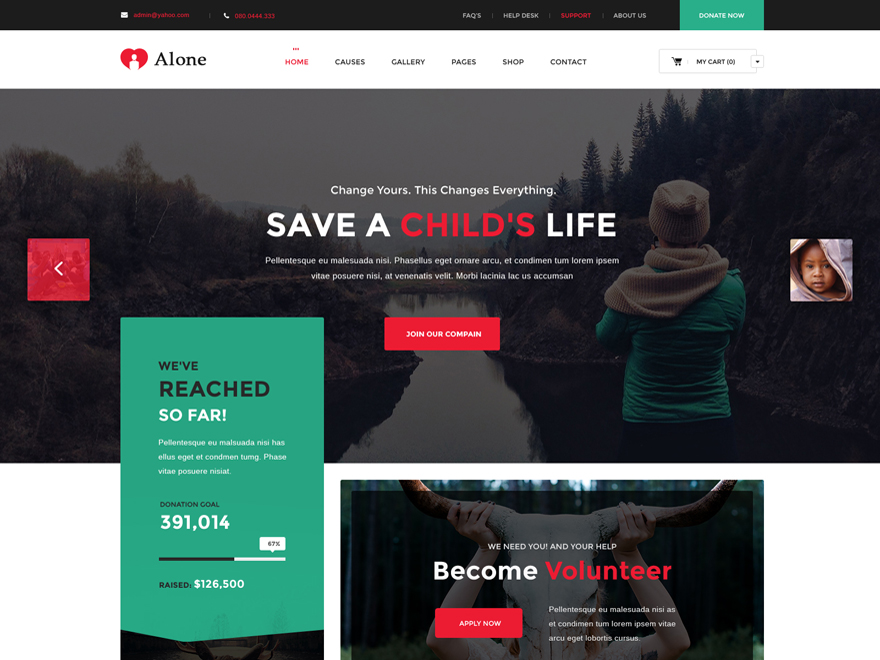 admin@yahoo.com
080.0444.333
FAQ'S
HELP DESK
SUPPORT
ABOUT US
DONATE NOW
Alone
HOME
CAUSES
GALLERY
PAGES
SHOP
CONTACT
MY CART (0)
Change Yours. This Changes Everything.
SAVE A CHILD'S LIFE
Pellentesque eu malesuada nisi. Phasellus eget ornare arcu, et condimen tum lorem ipsem
vitae posuere nisi, at venenatis velit. Morbi lacinia lac us accumsan
JOIN OUR COMPAIN
WE'VE
REACHED
SO FAR!
Pellentesque eu malsuada nisi has
ellus eget et condmen tumg. Phase
vitae posuere nisiat.
DONATION GOAL
391,014
67%
RAISED: $126,500
WE NEED YOU! AND YOUR HELP
Become Volunteer
APPLY NOW
Pellentesque eu malesuada nisi as
et condimen tum lorem ipsem vitae
arcu eget lobortis cursus.